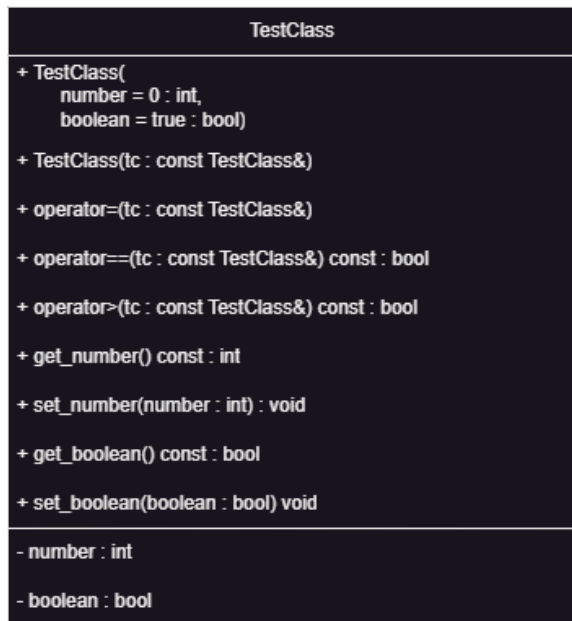 TestClass
+ TestClass(
number = 0 : int,
boolean = true : bool)
+ TestClass(tc : const TestClass&)
+ operator=(tc : const TestClass&)
+ operator==(tc : const TestClass&) const : bool
+ operator>(tc : const TestClass&) const : bool
+ get_number() const : int
+ set_number(number : int) : void
+ get_boolean() const : bool
+ set_boolean(boolean : bool) void
- number : int
- boolean : bool